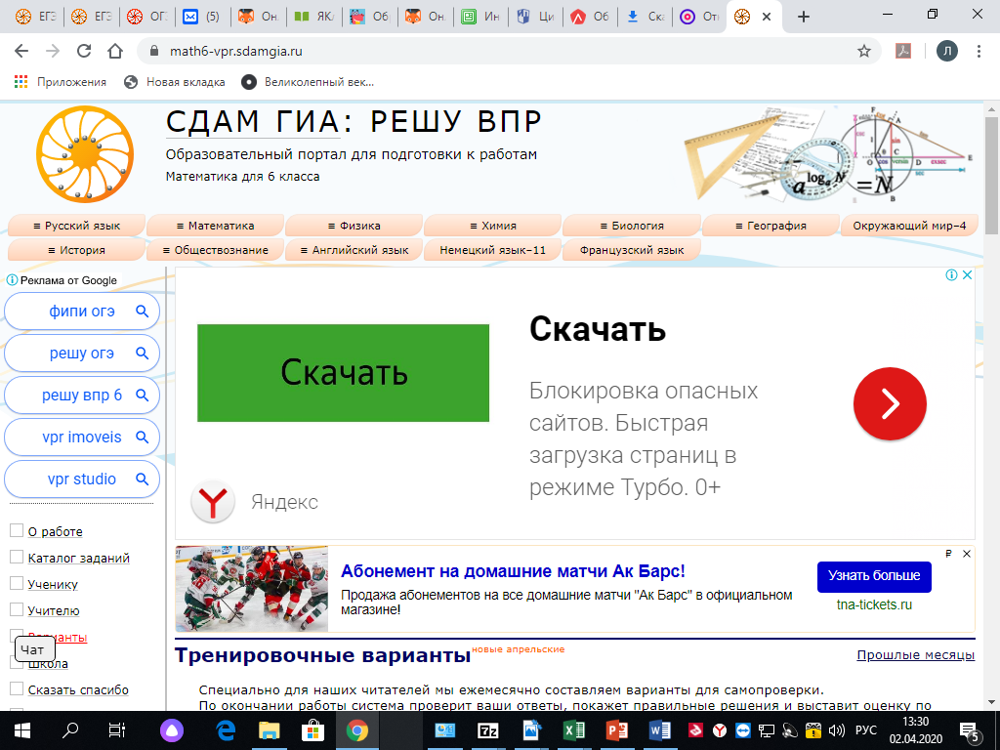 ЕГЭ
ЕГЭ
ОГЭ
(5)
Он.
ЯКЛ
Обр
Он.
Ин
Ци
Об
Ска
От
math6-vpr.sdamgia.ru
Л
Приложения
Новая вкладка
Великолепный век...
СДАМ ГИА: РЕШУ ВПР
Образовательный портал для подготовки к работам
Математика для 6 класса
≡ Русский язык
≡ Математика
≡ Физика
≡ Химия
≡ Биология
≡ География
Окружающий мир–4
≡ История
≡ Обществознание
≡ Английский язык
Немецкий язык–11
Французский язык
Реклама от Google
фипи огэ
решу огэ
решу впр 6
vpr imoveis
vpr studio
О работе
Каталог заданий
Ученику
Учителю
Варианты
Чат
Школа
Сказать спасибо
Скачать
Скачать
Блокировка опасных
сайтов. Быстрая
загрузка страниц в
режиме Турбо. 0+
Яндекс
Абонемент на домашние матчи Ак Барс!
Продажа абонементов на все домашние матчи "Ак Барс" в официальном
магазине!
Узнать больше
tna-tickets.ru
Тренировочные варианты новые апрельские
Прошлые месяцы
Специально для наших читателей мы ежемесячно составляем варианты для самопроверки.
По окончании работы система проверит ваши ответы, покажет правильные решения и выставит оценку по
РУС
13:30
02.04.2020
5